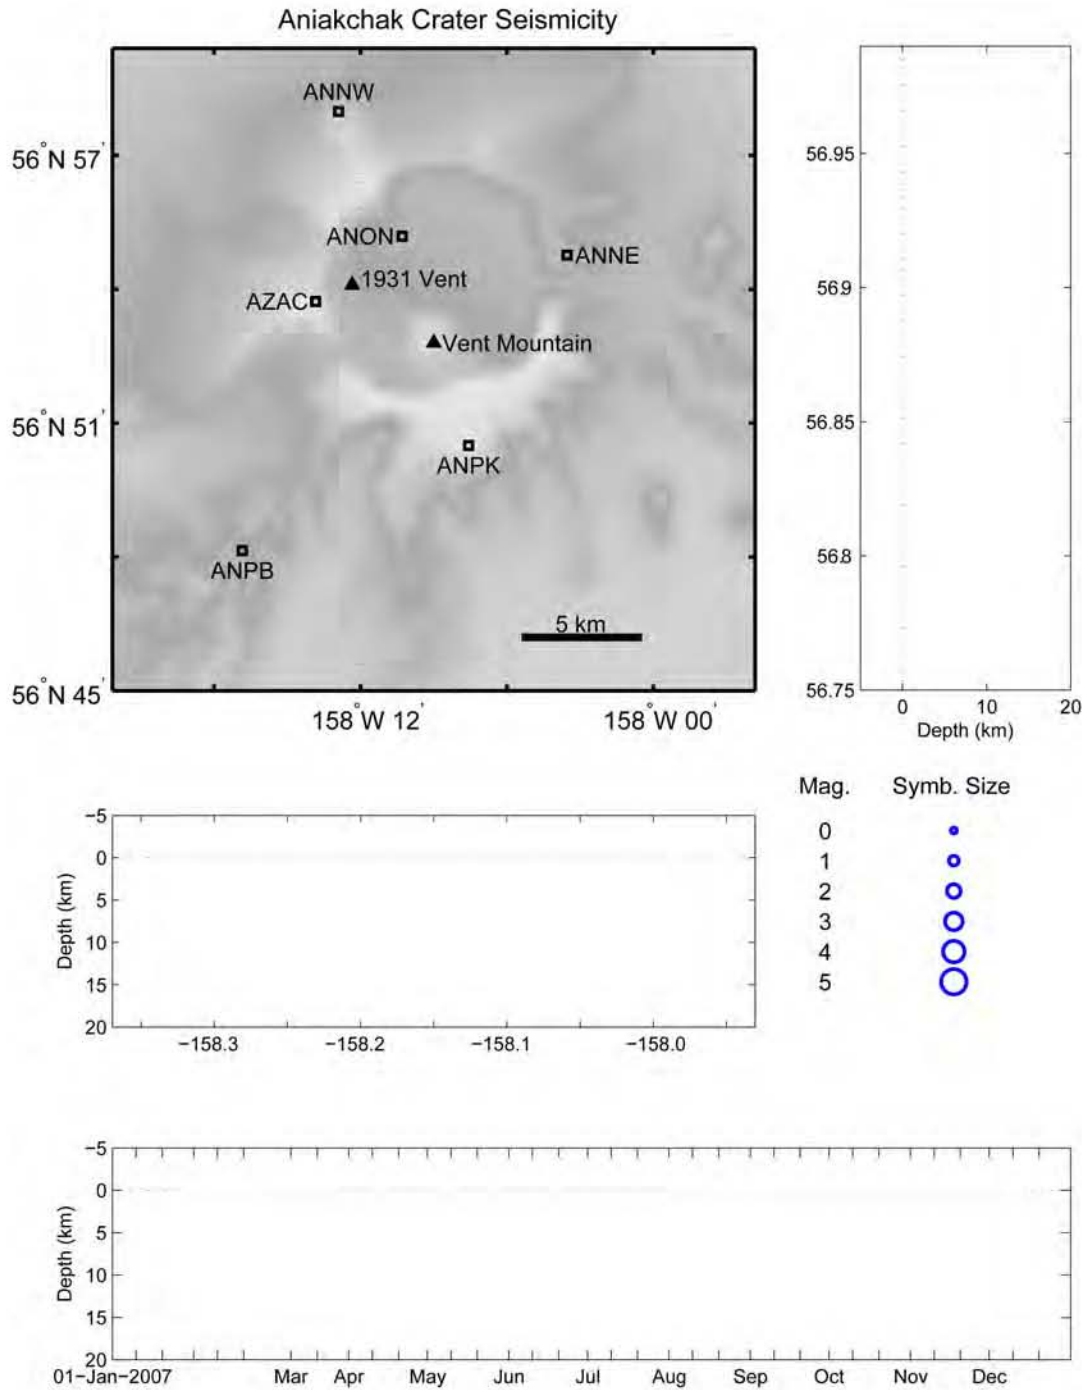 Aniakchak Crater Seismicity
ANNW
56°N 57'
ANON
ANNE
1931 Vent
AZAC
Vent Mountain
56°N 51'
ANPK
ANPB
5 km
56°N 45'
158°W 12' 158°W 00'
56.95
56.9
56.85
56.8
56.75
0 10 20
Depth (km)
Mag. Symb. Size
0
1
2
3
4
5
−5
0
5
10
15
20
Depth (km)
−158.3 −158.2 −158.1 −158.0
−5
0
5
10
15
20
Depth (km)
01−Jan−2007 Mar Apr May Jun Jul Aug Sep Oct Nov Dec